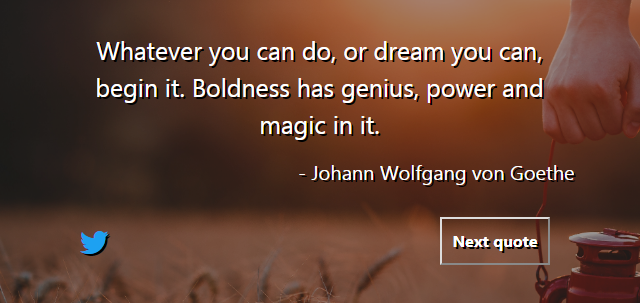 Whatever you can do, or dream you can,
begin it. Boldness has genius, power and
magic in it.
- Johann Wolfgang von Goethe
Next quote